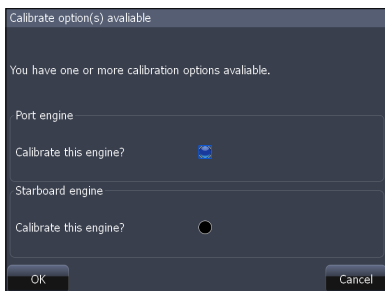 Calibrate option(s) avaliable
You have one or more calibration options avaliable.
Port engine
Calibrate this engine?
Starboard engine
Calibrate this engine?
OK
Cancel